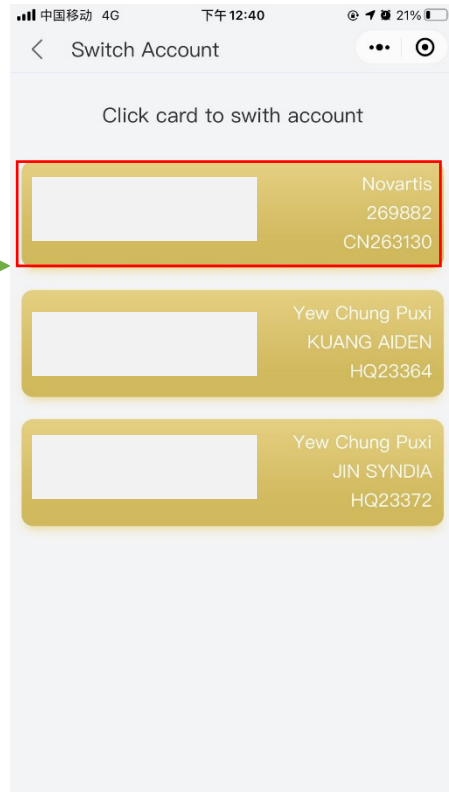 中国移动 4G 下午12:40 21%
Switch Account
Click card to swith account
Novartis
269882
CN263130
Yew Chung Puxi
KUANG AIDEN
HQ23364
Yew Chung Puxi
JIN SYNDIA
HQ23372